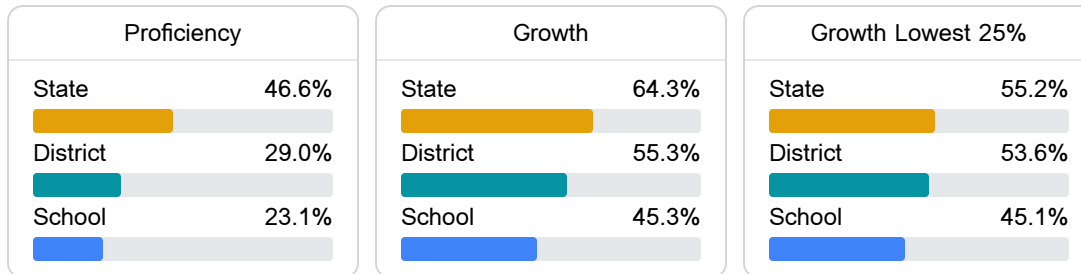 Proficiency
State 46.6%
District 29.0%
School 23.1%
Growth
State 64.3%
District 55.3%
School 45.3%
Growth Lowest 25%
State 55.2%
District 53.6%
School 45.1%